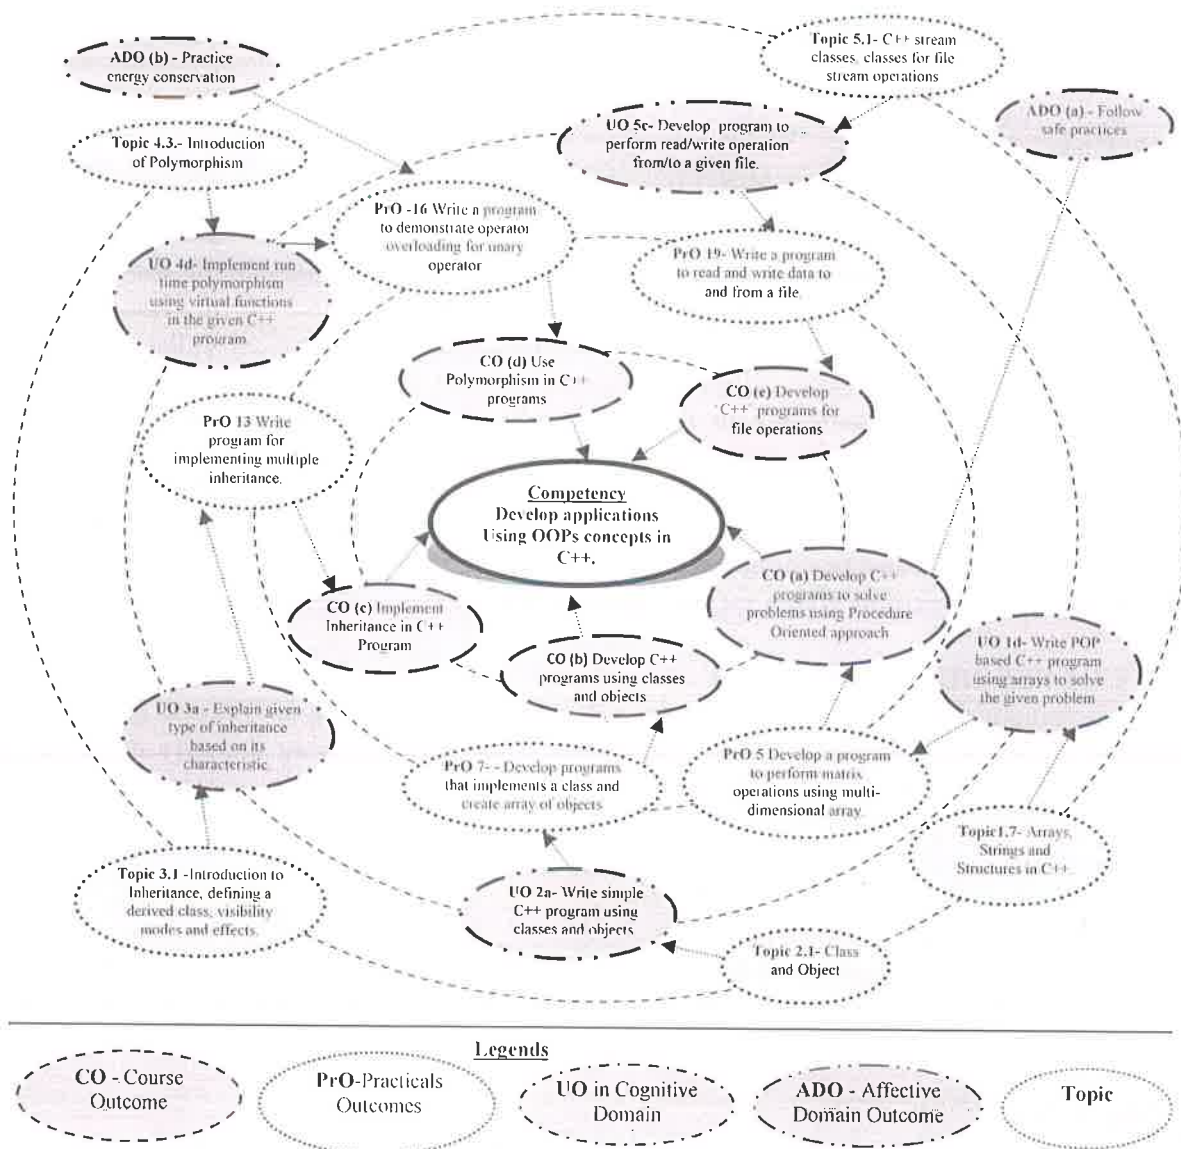 ADO (b) - Practice
energy conservation
Topic 5.1- C++ stream
classes, classes for file
stream operations
ADO (a) - Follow
safe practices
Topic 4.3.- Introduction
of Polymorphism
UO 5c- Develop program to
perform read/write operation
from/to a given file.
PrO -16 Write a program
to demonstrate operator
overloading for unary
operator
PrO 19- Write a program
to read and write data to
and from a file.
UO 4d- Implement run
time polymorphism
using virtual functions
in the given C++
program
CO (d) Use
Polymorphism in C++
programs
CO (e) Develop
'C++' programs for
file operations
PrO 13 Write
program for
implementing multiple
inheritance.
Competency
Develop applications
Using OOPs concepts in
C++.
CO (c) Implement
Inheritance in C++
Program
CO (a) Develop C++
programs to solve
problems using Procedure
Oriented approach
CO (b) Develop C++
programs using classes
and objects
UO 1d- Write POP
based C++ program
using arrays to solve
the given problem
UO 3a - Explain given
type of inheritance
based on its
characteristic.
PrO 7- - Develop programs
that implements a class and
create array of objects.
PrO 5 Develop a program
to perform matrix
operations using multi-
dimensional array.
Topic1.7- Arrays,
Strings and
Structures in C++.
Topic 3.1 -Introduction to
Inheritance, defining a
derived class, visibility
modes and effects.
UO 2a- Write simple
C++ program using
classes and objects
Topic 2.1- Class
and Object
Legends
CO - Course
Outcome
PrO-Practicals
Outcomes
UO in Cognitive
Domain
ADO - Affective
Domain Outcome
Topic